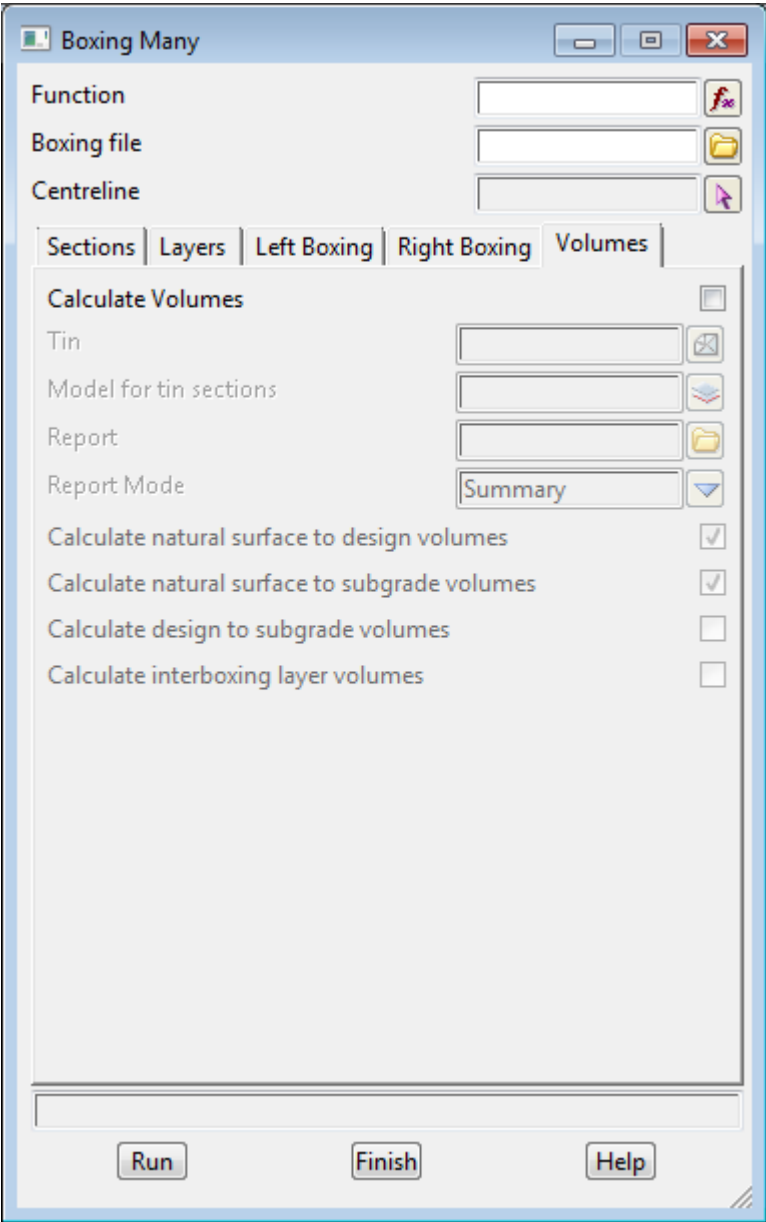 Boxing Many
Function
Boxing file
Centreline
Sections Layers Left Boxing Right Boxing Volumes
Calculate Volumes
Tin
Model for tin sections
Report
Report Mode Summary
Calculate natural surface to design volumes
Calculate natural surface to subgrade volumes
Calculate design to subgrade volumes
Calculate interboxing layer volumes
Run Finish Help